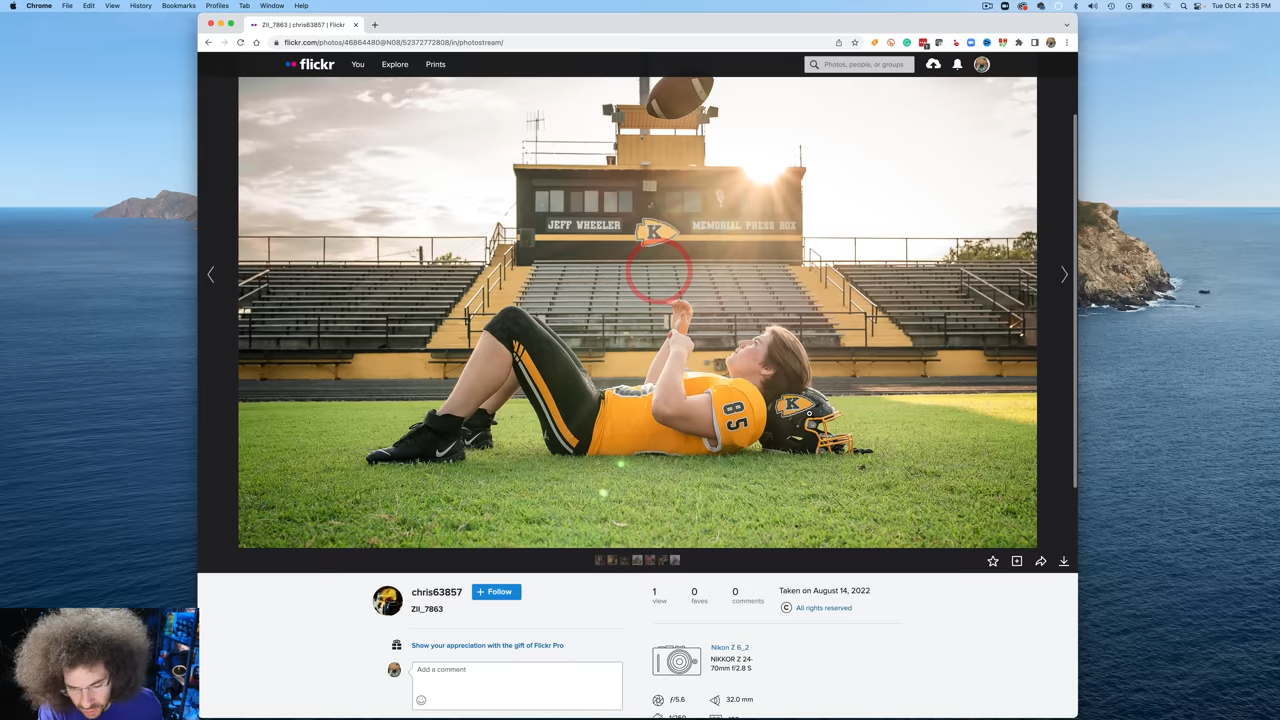 Chrome File Edit View History Bookmarks Profiles Tab Window Help
Tue Oct 4 2:35 PM
ZII_7863 | chris63857 | Flickr
flickr.com/photos/46864480@N08/52372772808/in/photostream/
flickr You Explore Prints
Photos, people, or groups
JEFF WHEELER K MEMORIAL PRESS BOX
85
K
chris63857
+ Follow
ZII_7863
1 view
0 faves
0 comments
Taken on August 14, 2022
All rights reserved
Show your appreciation with the gift of Flickr Pro
Add a comment
Nikon Z 6_2
NIKKOR Z 24-
70mm f/2.8 S
ƒ/5.6
32.0 mm